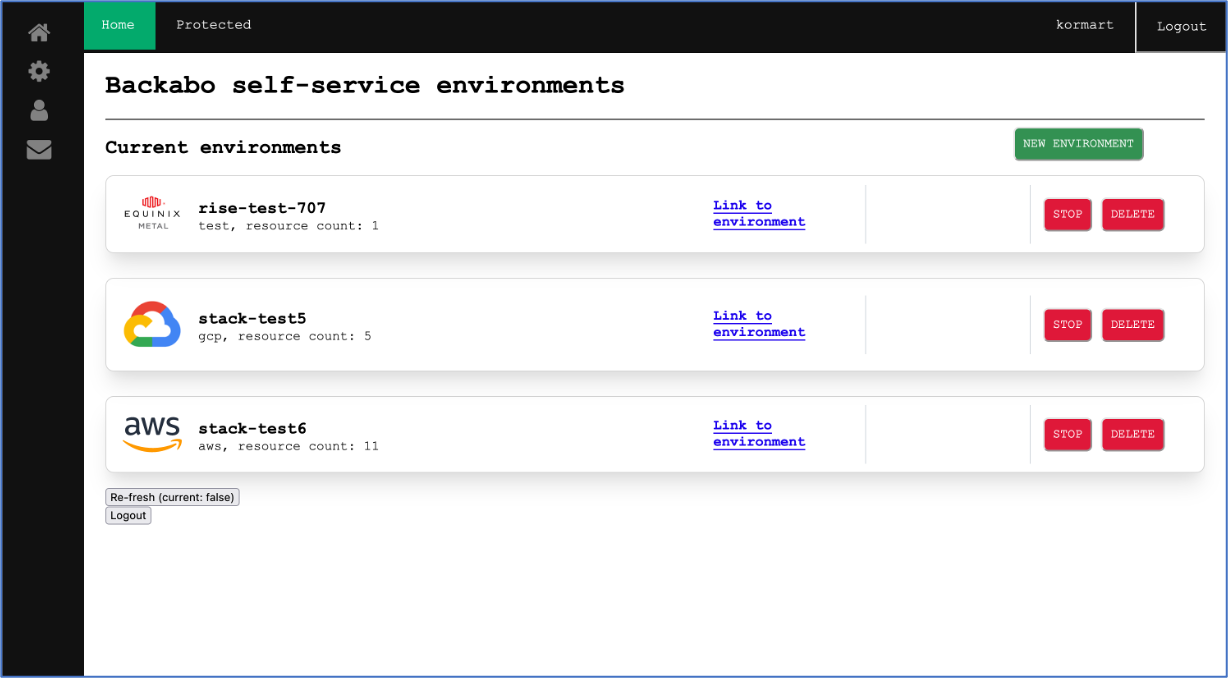 Home
Protected
kormart
Logout
Backabo self-service environments
Current environments
NEW ENVIRONMENT
EQUINIX
METAL
rise-test-707
test, resource count: 1
Link to
environment
STOP
DELETE
stack-test5
gcp, resource count: 5
Link to
environment
STOP
DELETE
aws
stack-test6
aws, resource count: 11
Link to
environment
STOP
DELETE
Re-fresh (current: false)
Logout